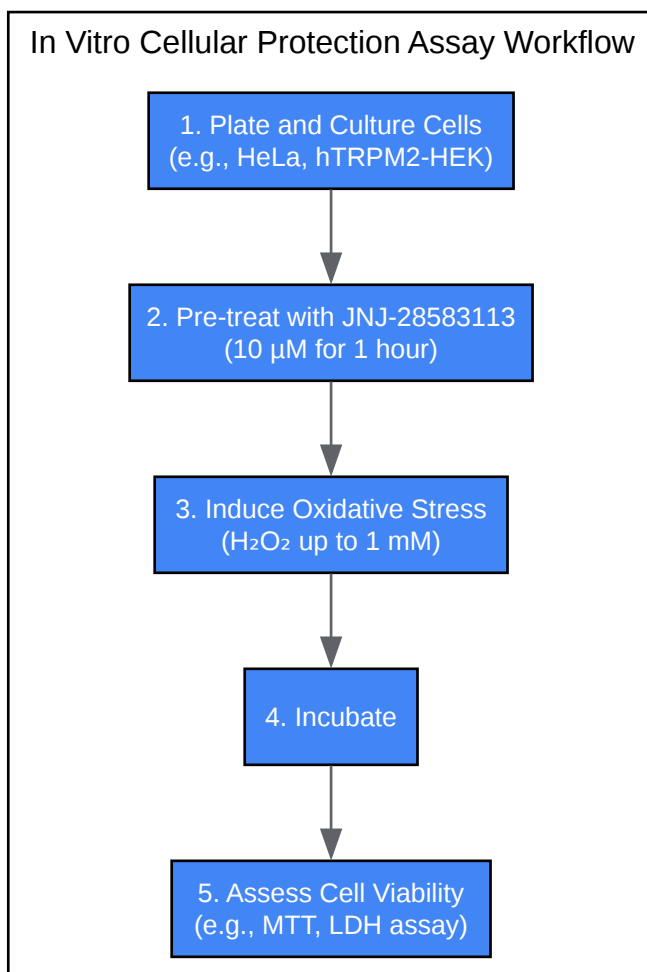 In Vitro Cellular Protection Assay Workflow
1. Plate and Culture Cells
(e.g., HeLa, hTRPM2-HEK)
2. Pre-treat with JNJ-28583113
(10 µM for 1 hour)
3. Induce Oxidative Stress
(H₂O₂ up to 1 mM)
4. Incubate
5. Assess Cell Viability
(e.g., MTT, LDH assay)